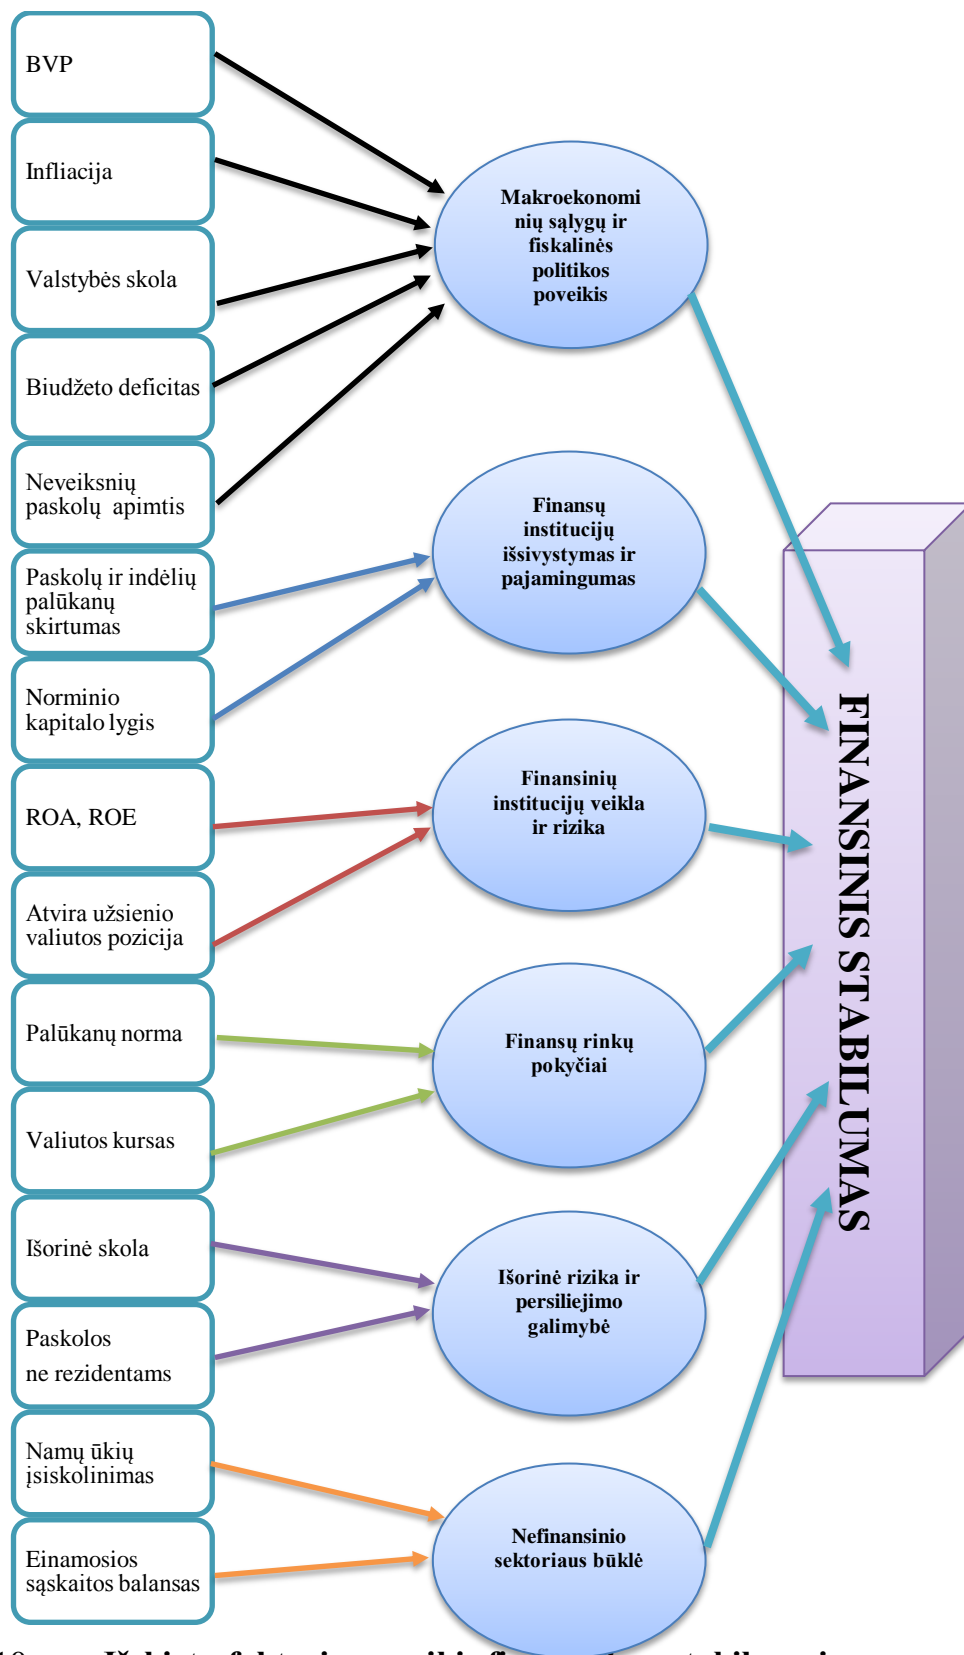 BVP
Infliacija
Valstybės skola
Biudžeto deficitas
Neveiksnių
paskolų apimtis
Paskolų ir indėlių
palūkanų
skirtumas
Norminio
kapitalo lygis
ROA, ROE
Atvira užsienio
valiutos pozicija
Palūkanų norma
Valiutos kursas
Išorinė skola
Paskolos
ne rezidentams
Namų ūkių
įsiskolinimas
Einamosios
sąskaitos balansas
Makroekonomi
nių sąlygų ir
fiskalinės
politikos
poveikis
Finansų
institucijų
išsivystymas ir
pajamingumas
Finansinių
institucijų veikla
ir rizika
Finansų rinkų
pokyčiai
Išorinė rizika ir
persiliejimo
galimybė
Nefinansinio
sektoriaus būklė
FINANSINIS STABILUMAS